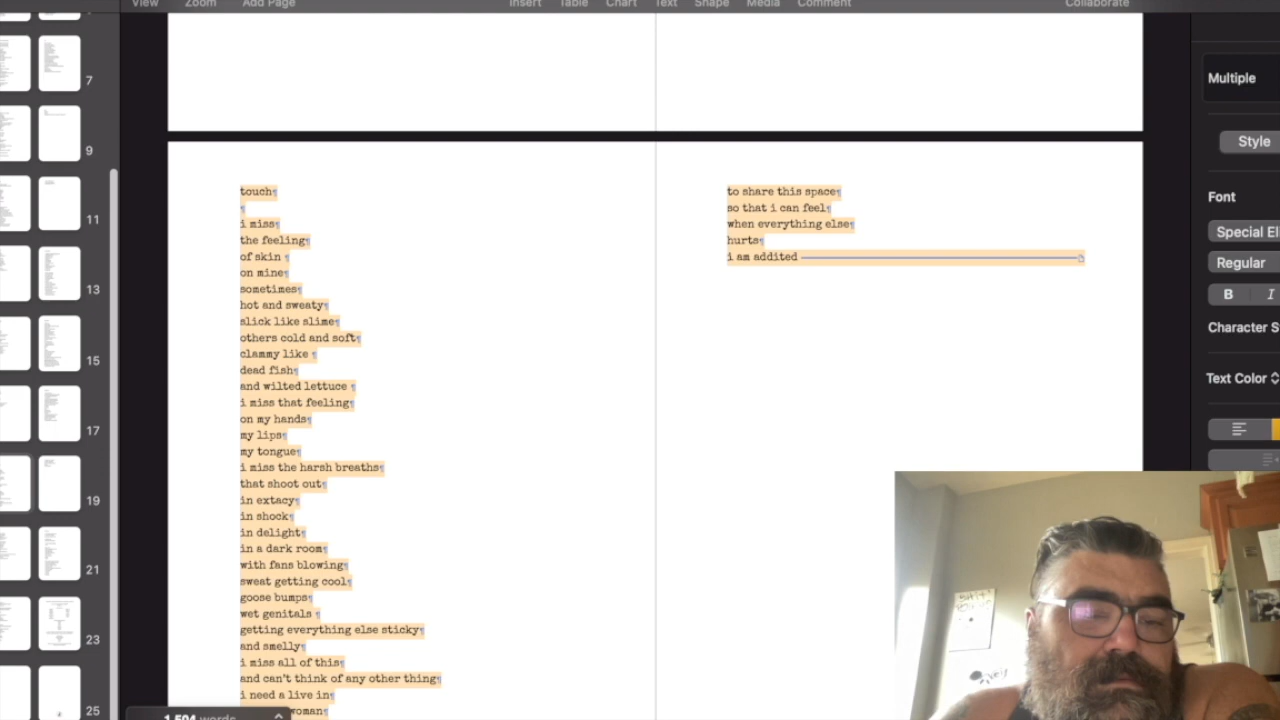 View Zoom Add Page Insert Table Chart Text Shape Media Comment Collaborate
7
9
11
13
15
17
19
21
23
25
touch
i miss
the feeling
of skin
on mine
sometimes
hot and sweaty
slick like slime
others cold and soft
clammy like
dead fish
and wilted lettuce
i miss that feeling
on my hands
my lips
my tongue
i miss the harsh breaths
that shoot out
in extacy
in shock
in delight
in a dark room
with fans blowing
sweat getting cool
goose bumps
wet genitals
getting everything else sticky
and smelly
i miss all of this
and can't think of any other thing
i need a live in
woman
1,504 words
to share this space
so that i can feel
when everything else
hurts
i am addited
Multiple
Style
Font
Special El
Regular
B I
Character S
Text Color